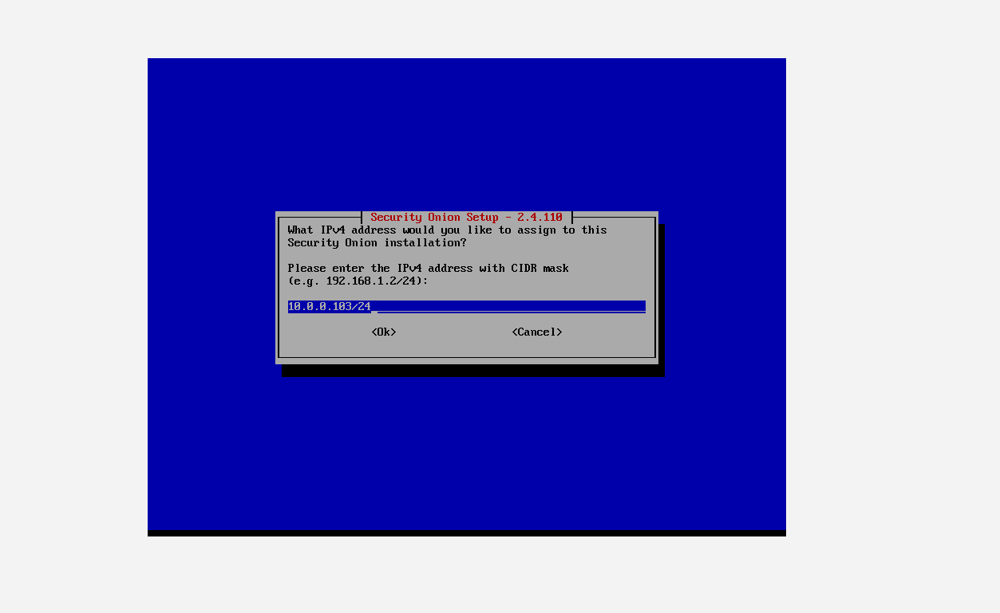 Security Onion Setup - 2.4.110
What IPv4 address would you like to assign to this
Security Onion installation?
Please enter the IPv4 address with CIDR mask
(e.g. 192.168.1.2/24):
10.0.0.103/24
<Ok> <Cancel>